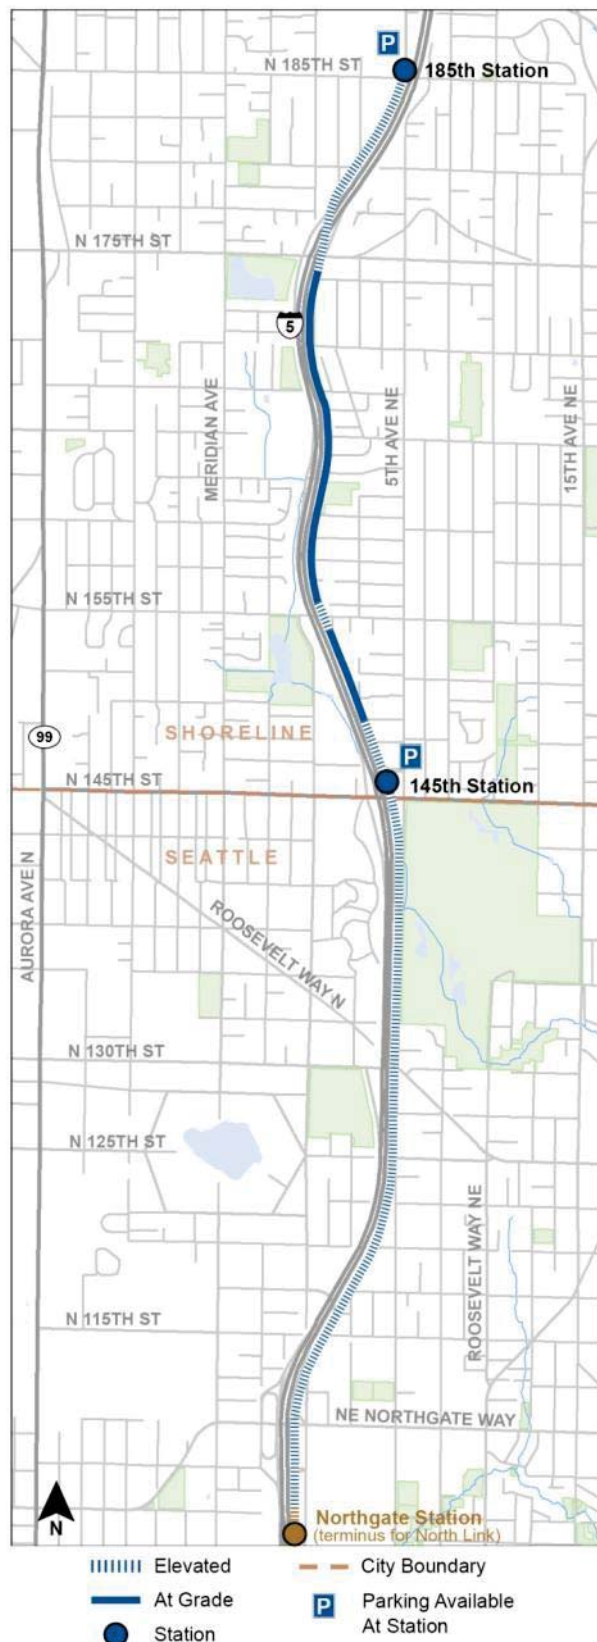 P
N 185TH ST
185th Station
N 175TH ST
5
MERIDIAN AVE
5TH AVE NE
15TH AVE NE
N 155TH ST
99
SHORELINE
P
N 145TH ST
145th Station
SEATTLE
AURORA AVE N
ROOSEVELT WAY N
N 130TH ST
N 125TH ST
ROOSEVELT WAY NE
N 115TH ST
NE NORTHGATE WAY
N
Northgate Station
(terminus for North Link)
Elevated
City Boundary
At Grade
P
Parking Available
At Station
Station